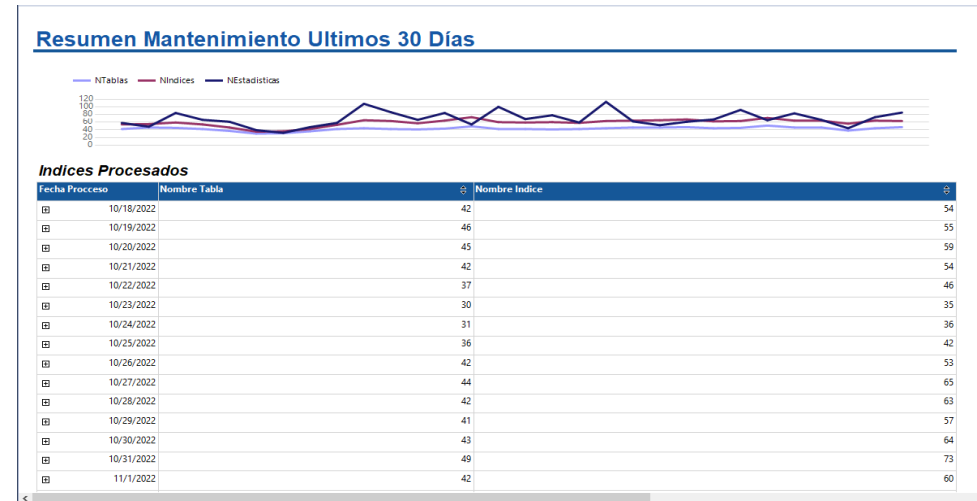 Resumen Mantenimiento Ultimos 30 Días
NTablas NIndices NEstadisticas
120
100
80
60
40
20
0
Indices Procesados
Fecha Procceso Nombre Tabla Nombre Indice
10/18/2022 42 54
10/19/2022 46 55
10/20/2022 45 59
10/21/2022 42 54
10/22/2022 37 46
10/23/2022 30 35
10/24/2022 31 36
10/25/2022 36 42
10/26/2022 42 53
10/27/2022 44 65
10/28/2022 42 63
10/29/2022 41 57
10/30/2022 43 64
10/31/2022 49 73
11/1/2022 42 60